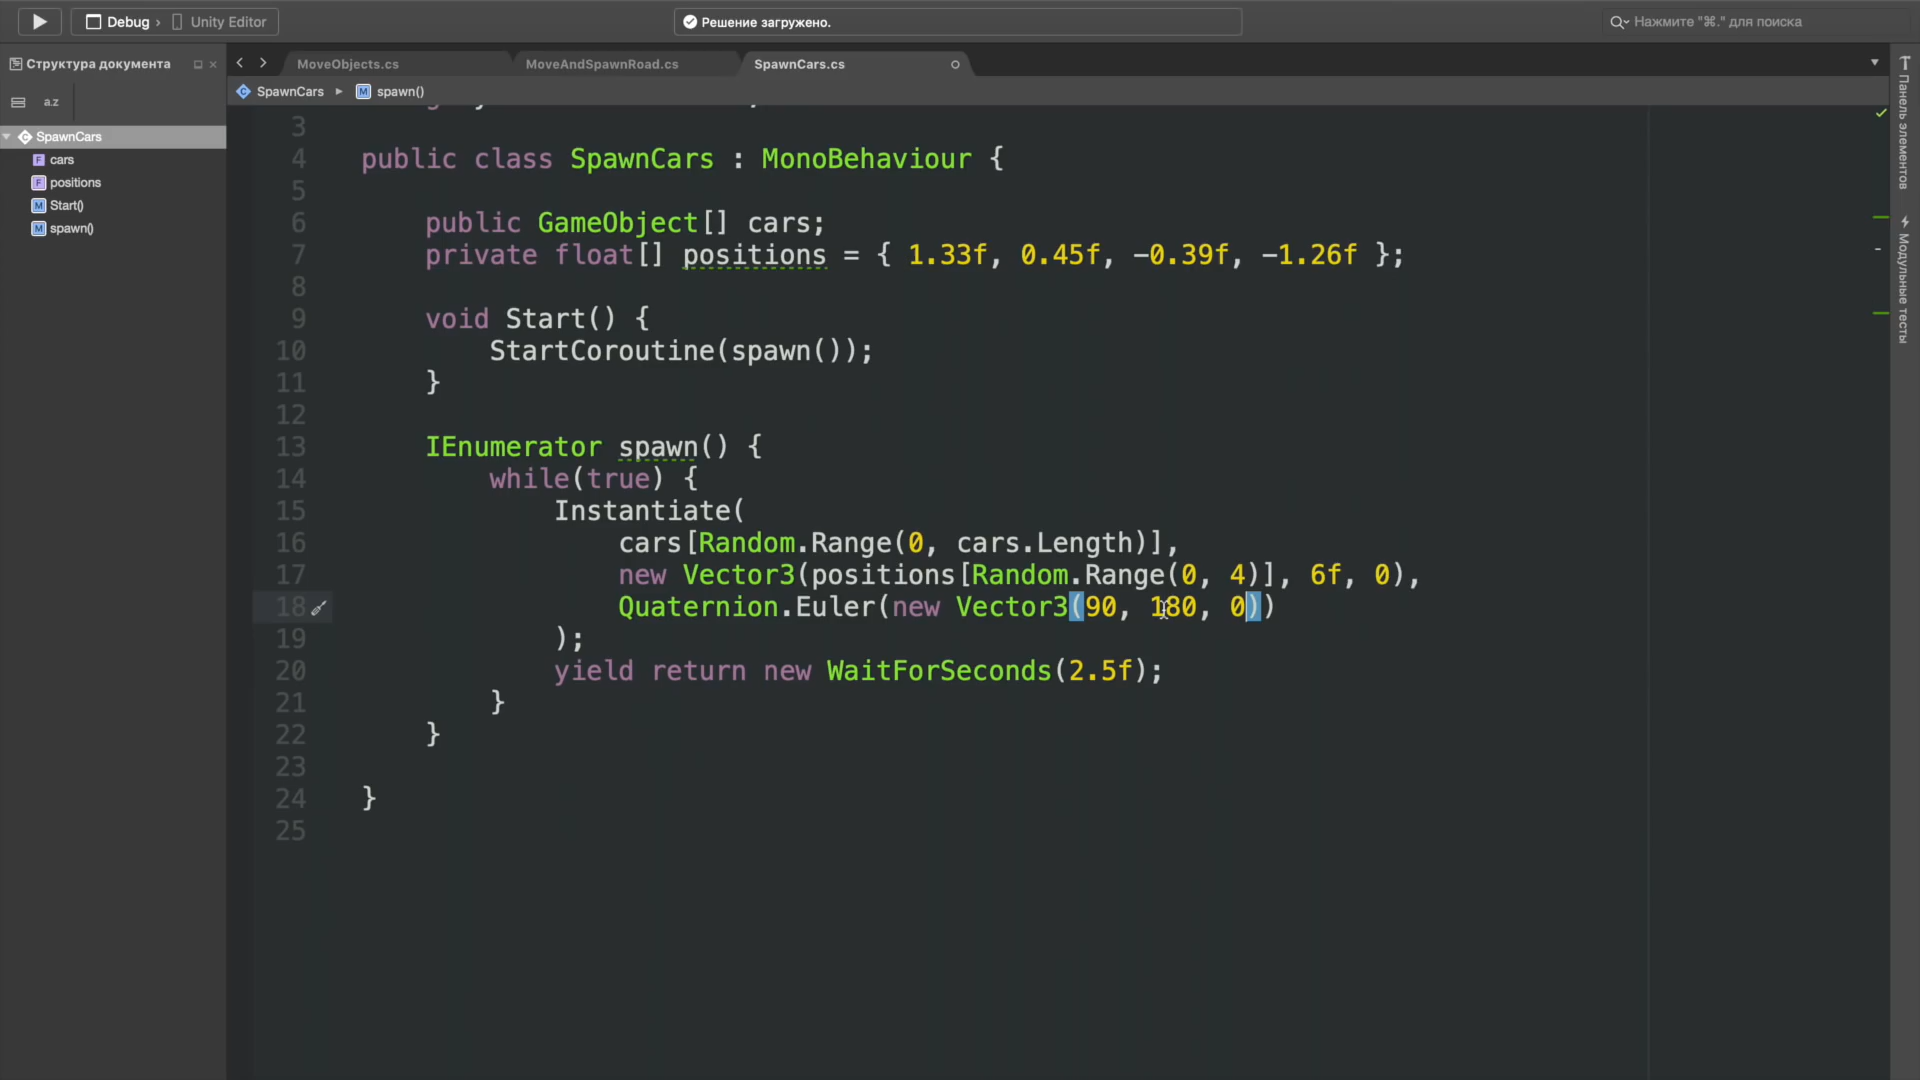 Debug › Unity Editor
Решение загружено.
Нажмите "⌘." для поиска
Структура документа
MoveObjects.cs
MoveAndSpawnRoad.cs
SpawnCars.cs
a.z
SpawnCars
spawn()
SpawnCars
cars
positions
Start()
spawn()
3
4 public class SpawnCars : MonoBehaviour {
5
6 public GameObject[] cars;
7 private float[] positions = { 1.33f, 0.45f, -0.39f, -1.26f };
8
9 void Start() {
10 StartCoroutine(spawn());
11 }
12
13 IEnumerator spawn() {
14 while(true) {
15 Instantiate(
16 cars[Random.Range(0, cars.Length)],
17 new Vector3(positions[Random.Range(0, 4)], 6f, 0),
18 Quaternion.Euler(new Vector3(90, 180, 0))
19 );
20 yield return new WaitForSeconds(2.5f);
21 }
22 }
23
24 }
25
Панель элементов
Модульные тесты